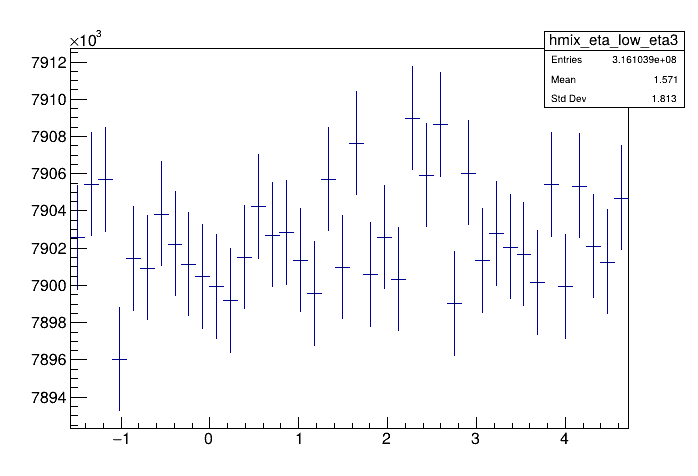 ×10³
hmix_eta_low_eta3
Entries 3.161039e+08
Mean 1.571
Std Dev 1.813
7912
7910
7908
7906
7904
7902
7900
7898
7896
7894
−1 0 1 2 3 4